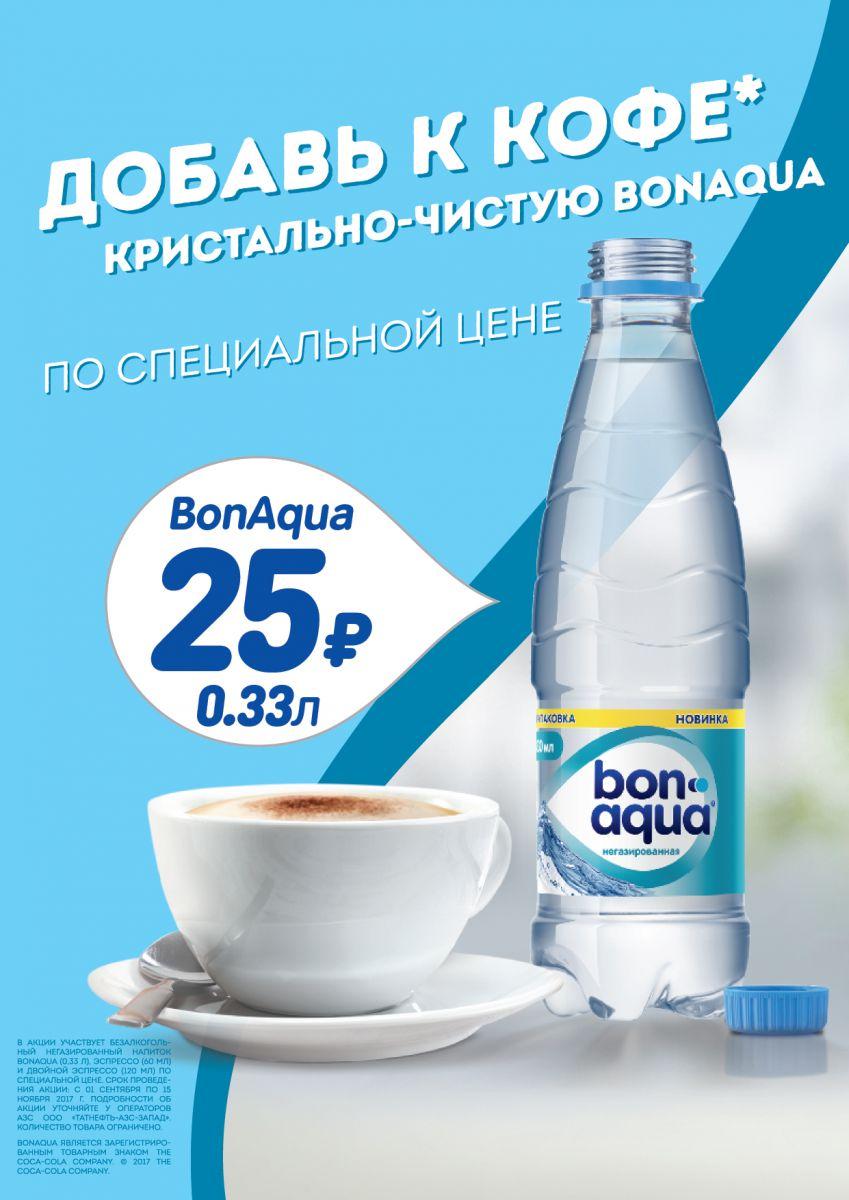 ДОБАВЬ К КОФЕ*
КРИСТАЛЬНО-ЧИСТУЮ BONAQUA
ПО СПЕЦИАЛЬНОЙ ЦЕНЕ
BonAqua
25₽
0.33л
НОВИНКА
bon
aqua®
негазированная
В АКЦИИ УЧАСТВУЕТ БЕЗАЛКОГОЛЬ-
НЫЙ НЕГАЗИРОВАННЫЙ НАПИТОК
BONAQUA (0.33 Л), ЭСПРЕССО (60 МЛ)
И ДВОЙНОЙ ЭСПРЕССО (120 МЛ) ПО
СПЕЦИАЛЬНОЙ ЦЕНЕ. СРОК ПРОВЕДЕ-
НИЯ АКЦИИ: С 01 СЕНТЯБРЯ ПО 15
НОЯБРЯ 2017 Г. ПОДРОБНОСТИ ОБ
АКЦИИ УТОЧНЯЙТЕ У ОПЕРАТОРОВ
АЗС ООО «ТАТНЕФТЬ-АЗС-ЗАПАД».
КОЛИЧЕСТВО ТОВАРА ОГРАНИЧЕНО.
BONAQUA ЯВЛЯЕТСЯ ЗАРЕГИСТРИРО-
ВАННЫМ ТОВАРНЫМ ЗНАКОМ THE
COCA-COLA COMPANY. © 2017 THE
COCA-COLA COMPANY.